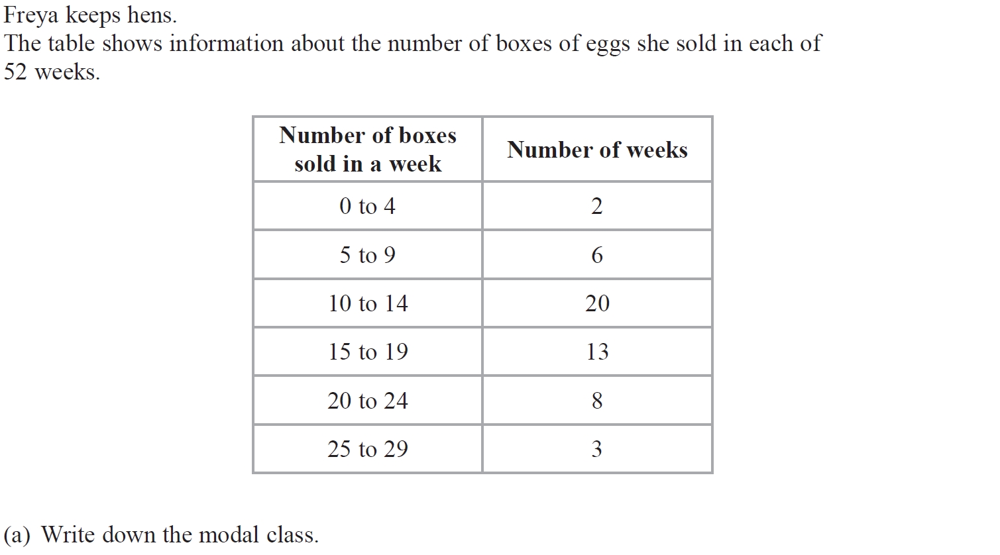 Freya keeps hens.
The table shows information about the number of boxes of eggs she sold in each of
52 weeks.
Number of boxes
sold in a week
Number of weeks
0 to 4 2
5 to 9 6
10 to 14 20
15 to 19 13
20 to 24 8
25 to 29 3
(a) Write down the modal class.